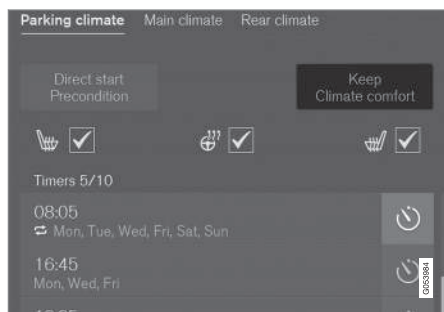 Parking climate Main climate Rear climate
Direct start
Precondition
Keep
Climate comfort
Timers 5/10
08:05
Mon, Tue, Wed, Fri, Sat, Sun
16:45
Mon, Wed, Fri
G053984